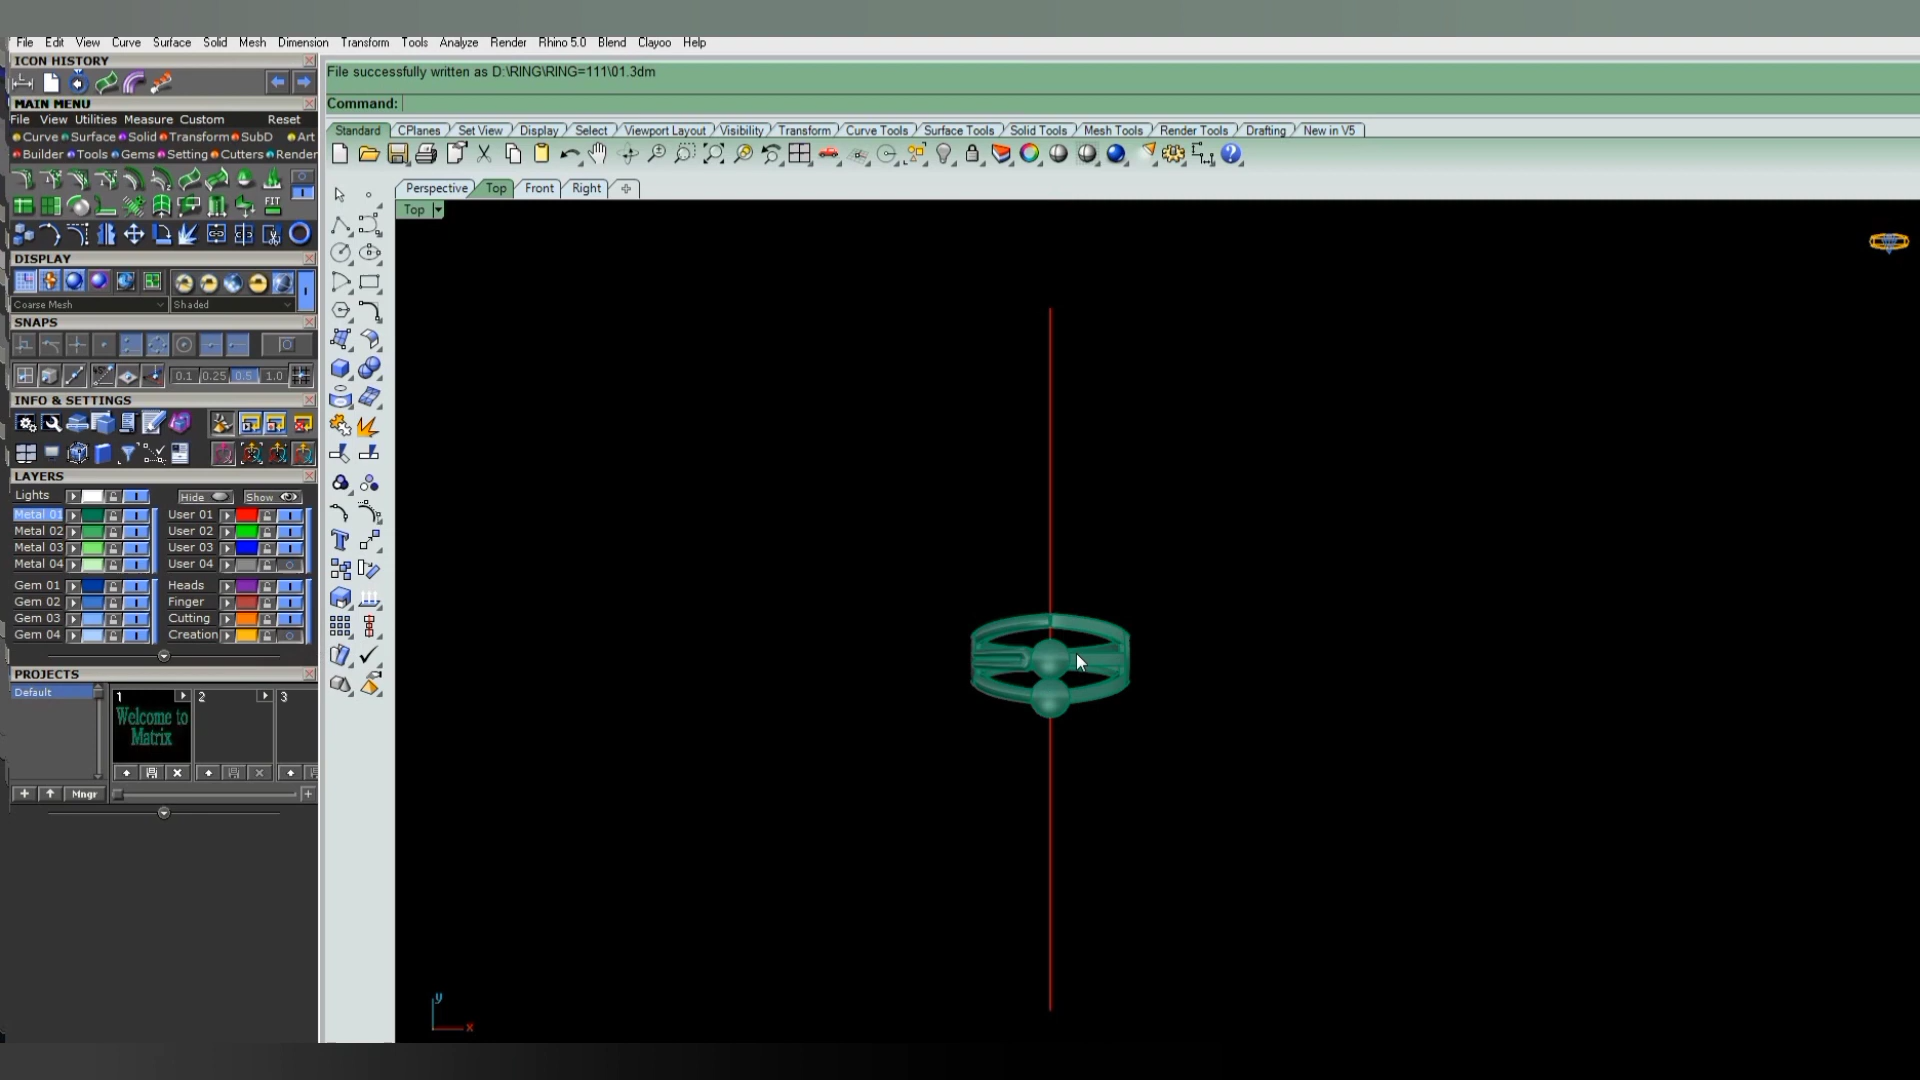 File Edit View Curve Surface Solid Mesh Dimension Transform Tools Analyze Render Rhino 5.0 Blend Clayoo Help
ICON HISTORY
File successfully written as D:\RING\RING=111\01.3dm
MAIN MENU
Command:
File View Utilities Measure Custom Reset
Curve Surface Solid Transform SubD Art
Builder Tools Gems Setting Cutters Render
Standard CPlanes Set View Display Select Viewport Layout Visibility Transform Curve Tools Surface Tools Solid Tools Mesh Tools Render Tools Drafting New in V5
Perspective Top Front Right
Top
FIT
DISPLAY
Coarse Mesh Shaded
SNAPS
0.1 0.25 0.5 1.0
INFO & SETTINGS
LAYERS
Lights Hide Show
Metal 01 User 01
Metal 02 User 02
Metal 03 User 03
Metal 04 User 04
Gem 01 Heads
Gem 02 Finger
Gem 03 Cutting
Gem 04 Creation
PROJECTS
Default 1 2 3
Welcome to
Matrix
Mngr
y
x